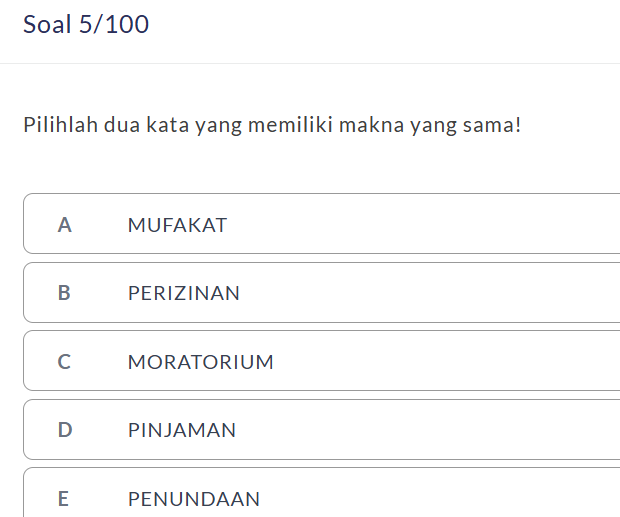 Soal 5/100
Pilihlah dua kata yang memiliki makna yang sama!
A MUFAKAT
B PERIZINAN
C MORATORIUM
D PINJAMAN
E PENUNDAAN